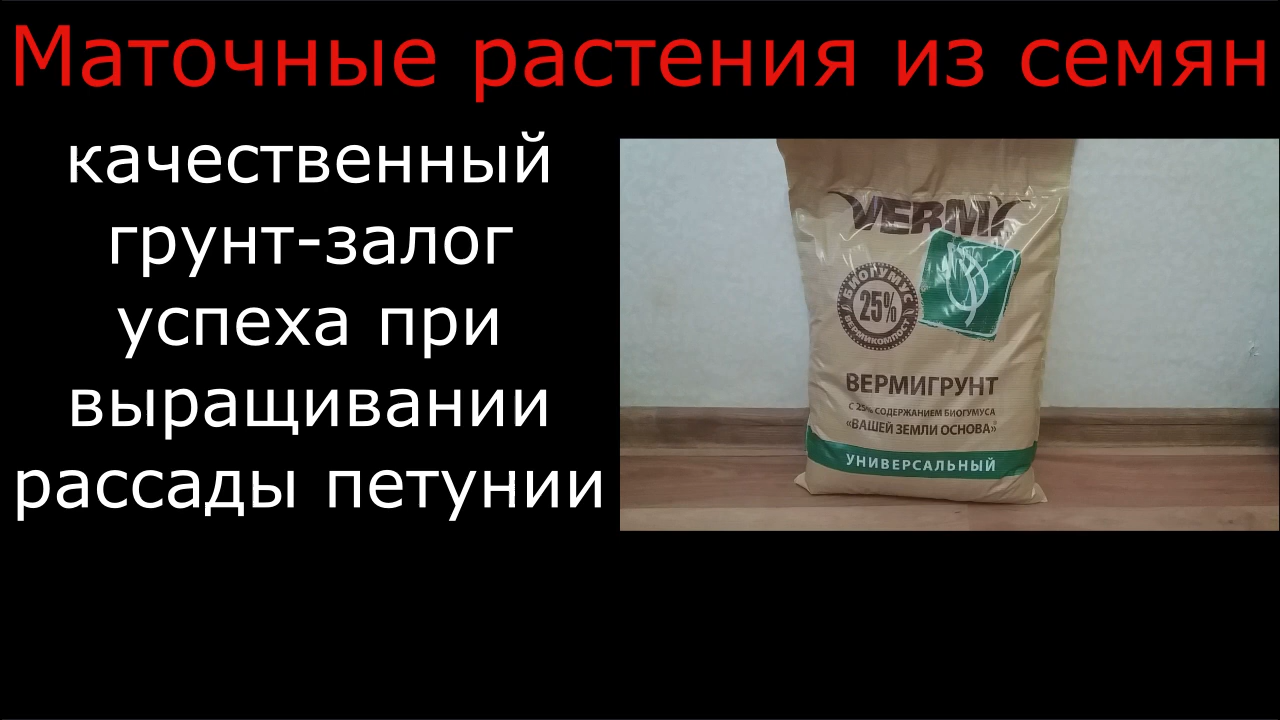 Маточные растения из семян
качественный
грунт-залог
успеха при
выращивании
рассады петунии
VERMI
БИОГУМУС
25%
ВЕРМИКОМПОСТ
ВЕРМИГРУНТ
С 25% СОДЕРЖАНИЕМ БИОГУМУСА
«ВАШЕЙ ЗЕМЛИ ОСНОВА»
УНИВЕРСАЛЬНЫЙ